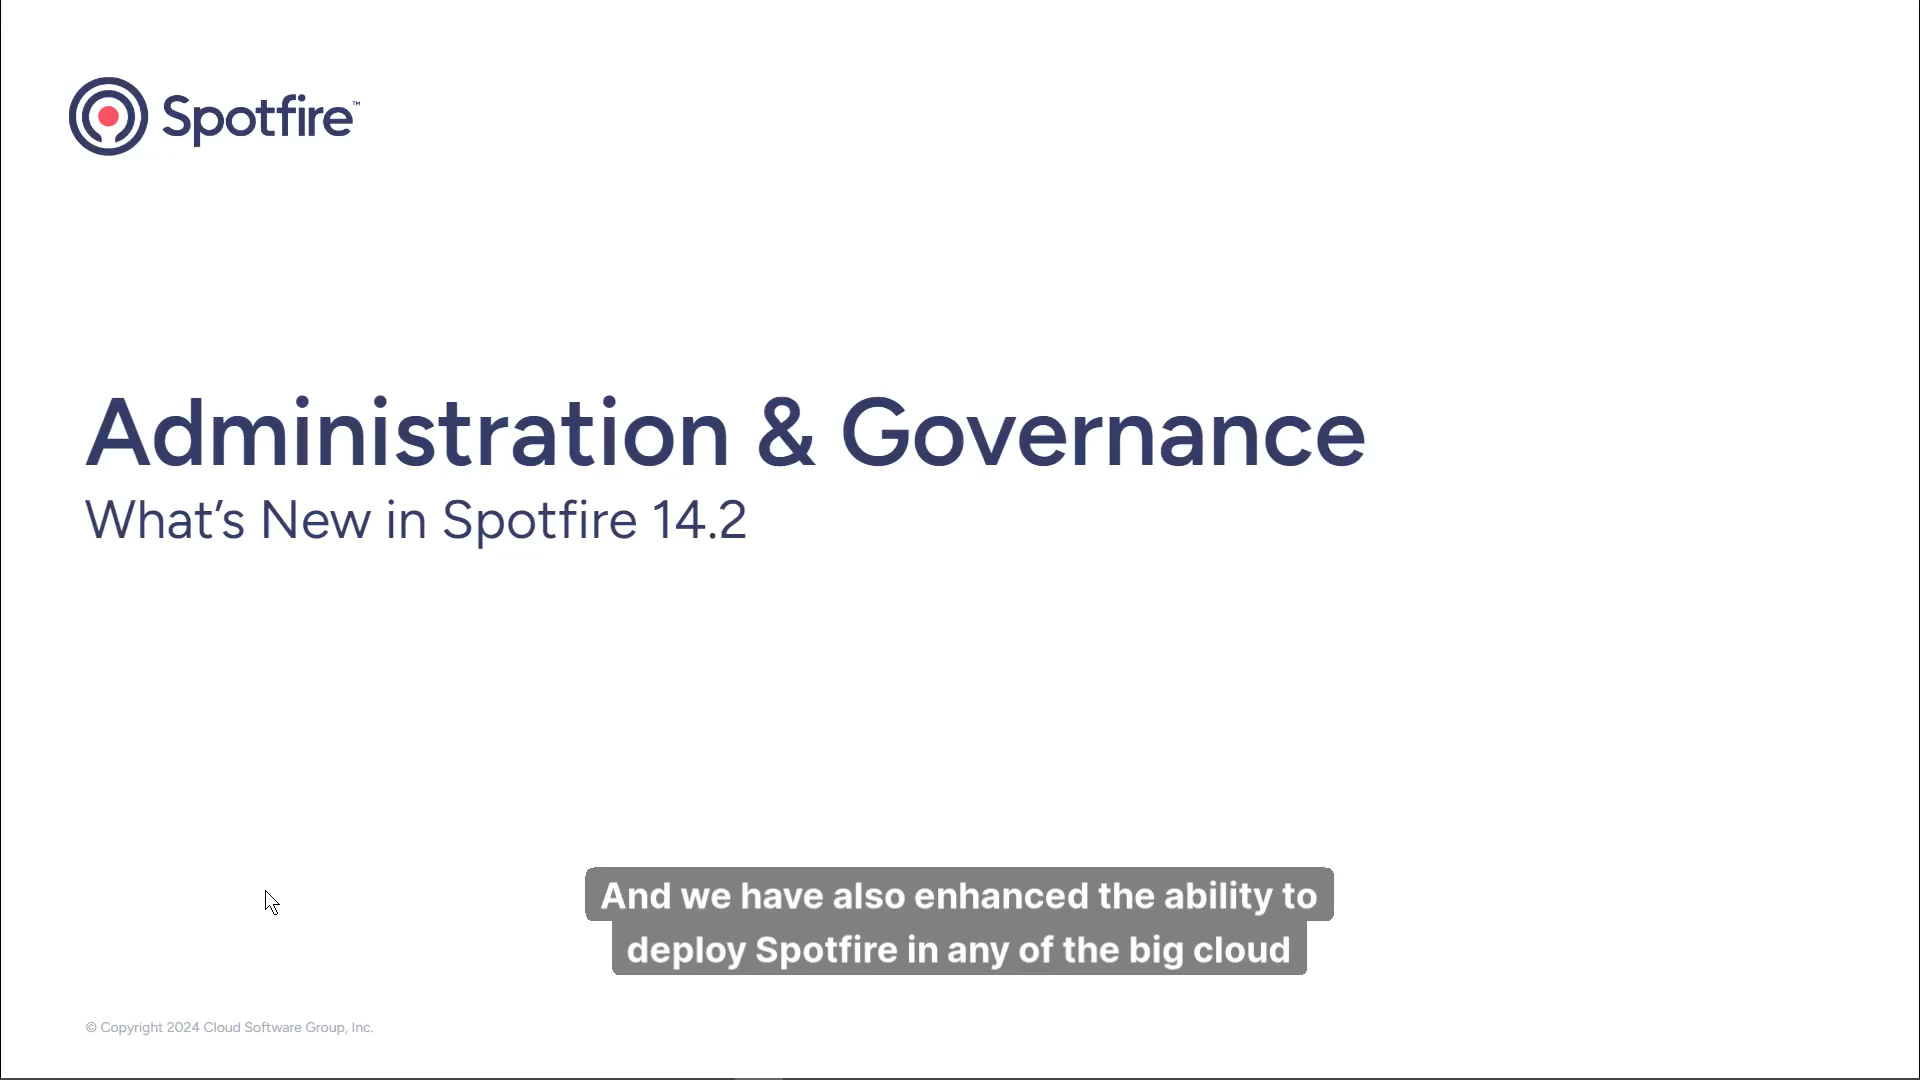 Spotfire™
Administration & Governance
What’s New in Spotfire 14.2
And we have also enhanced the ability to
deploy Spotfire in any of the big cloud
© Copyright 2024 Cloud Software Group, Inc.